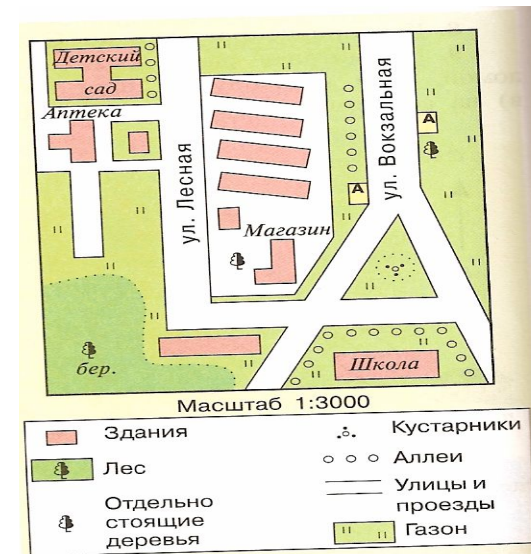 Детский
сад
Аптека
ул. Лесная
А
ул. Вокзальная
А
Магазин
бер.
Школа
Масштаб 1:3000
Здания
Лес
Отдельно
стоящие
деревья
Кустарники
Аллеи
Улицы и
проезды
Газон